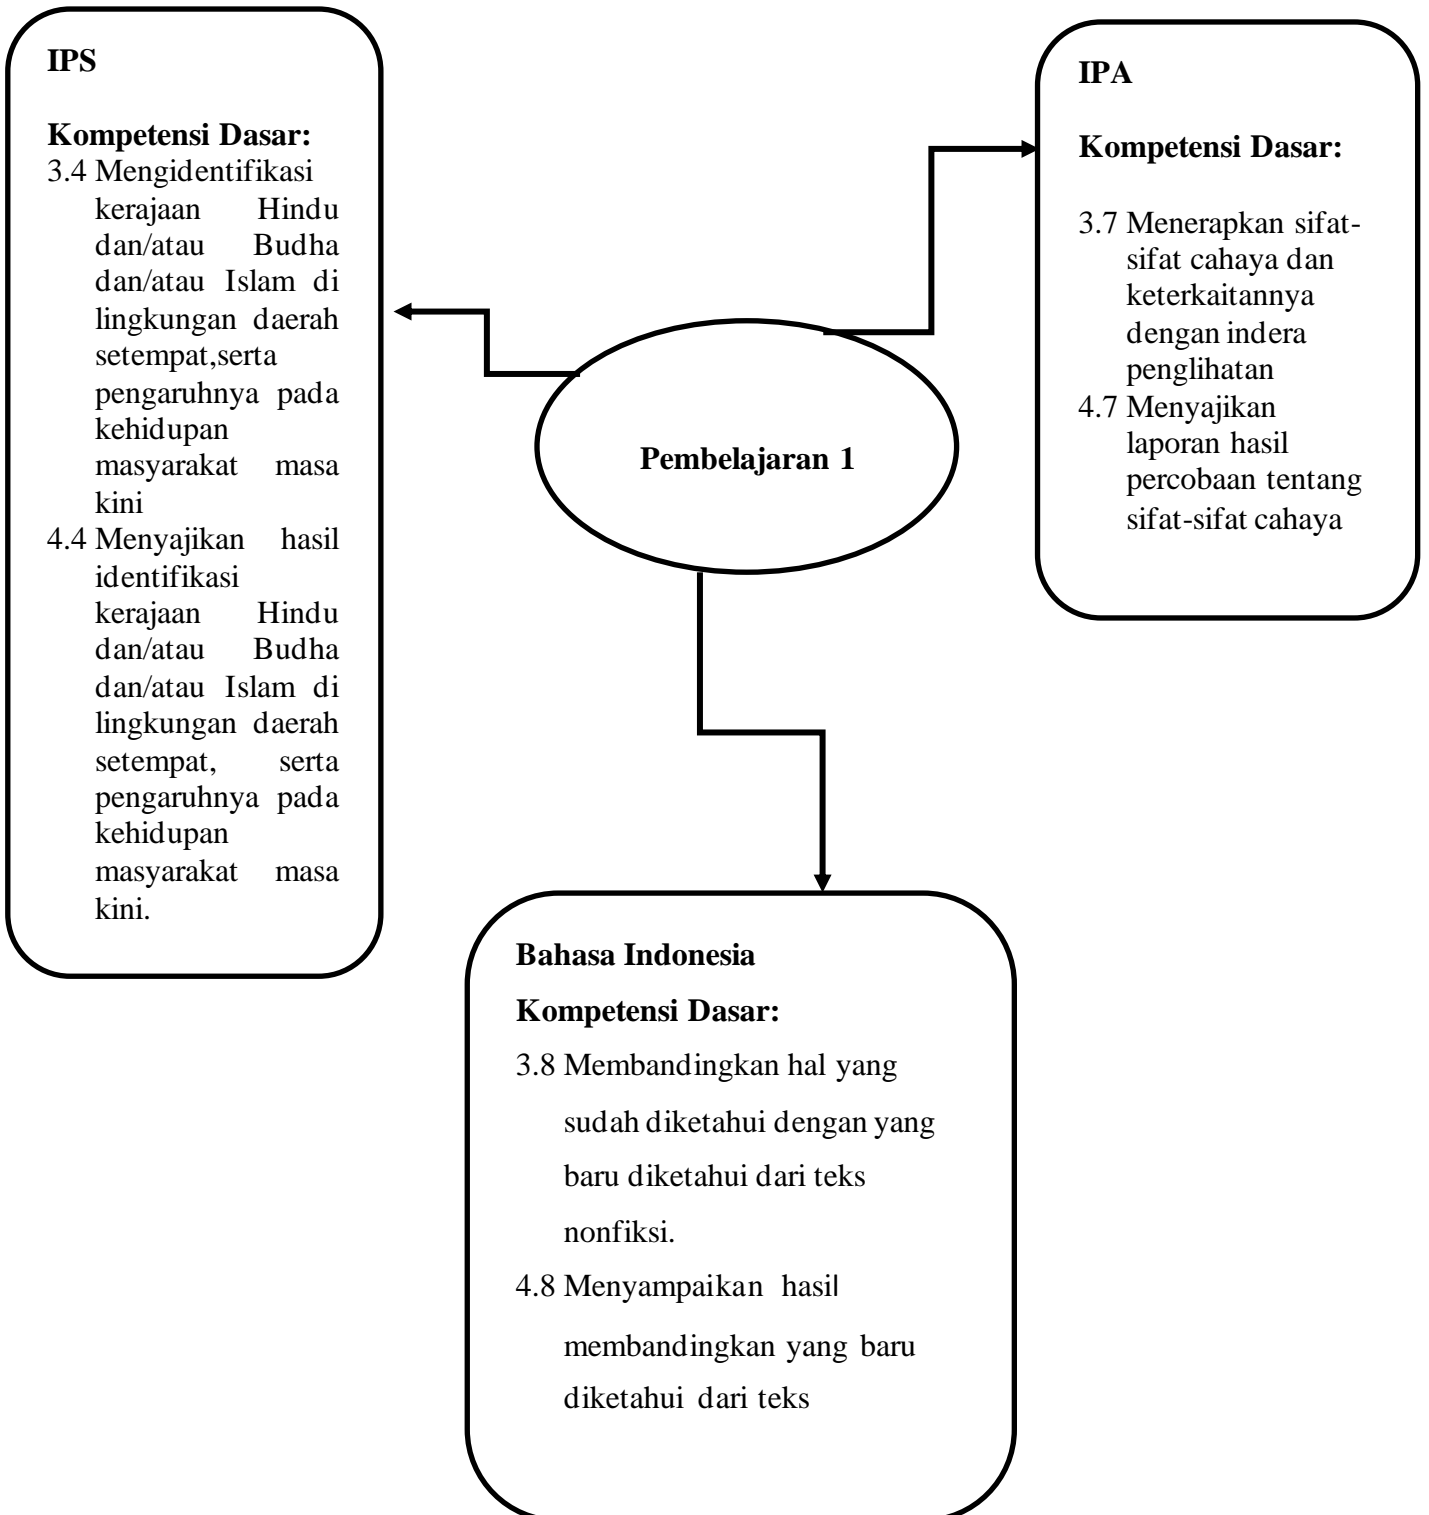 IPS
Kompetensi Dasar:
3.4 Mengidentifikasi
kerajaan Hindu
dan/atau Budha
dan/atau Islam di
lingkungan daerah
setempat,serta
pengaruhnya pada
kehidupan
masyarakat masa
kini
4.4 Menyajikan hasil
identifikasi
kerajaan Hindu
dan/atau Budha
dan/atau Islam di
lingkungan daerah
setempat, serta
pengaruhnya pada
kehidupan
masyarakat masa
kini.
IPA
Kompetensi Dasar:
3.7 Menerapkan sifat-
sifat cahaya dan
keterkaitannya
dengan indera
penglihatan
4.7 Menyajikan
laporan hasil
percobaan tentang
sifat-sifat cahaya
Pembelajaran 1
Bahasa Indonesia
Kompetensi Dasar:
3.8 Membandingkan hal yang
sudah diketahui dengan yang
baru diketahui dari teks
nonfiksi.
4.8 Menyampaikan hasil
membandingkan yang baru
diketahui dari teks